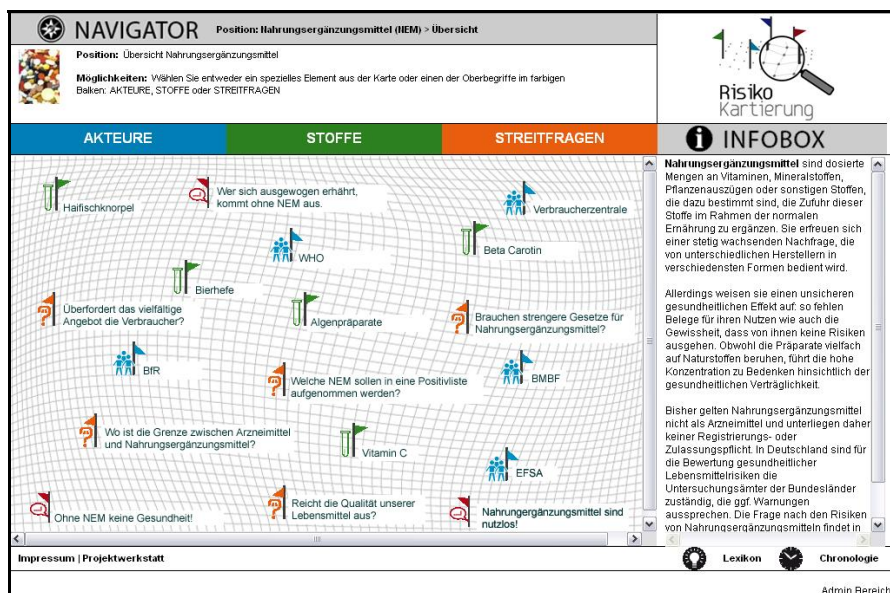 NAVIGATOR Position: Nahrungsergänzungsmittel (NEM) > Übersicht
Position: Übersicht Nahrungsergänzungsmittel
Möglichkeiten: Wählen Sie entweder ein spezielles Element aus der Karte oder einen der Oberbegriffe im farbigen
Balken: AKTEURE, STOFFE oder STREITFRAGEN
Risiko
Kartierung
AKTEURE
STOFFE
STREITFRAGEN
i INFOBOX
Haifischknorpel
Wer sich ausgewogen erhährt,
kommt ohne NEM aus.
Verbraucherzentrale
WHO
Beta Carotin
Bierhefe
Überfordert das vielfältige
Angebot die Verbraucher?
Algenpräparate
Brauchen strengere Gesetze für
Nahrungsergänzungsmittel?
BfR
Welche NEM sollen in eine Positivliste
aufgenommen werden?
BMBF
Wo ist die Grenze zwischen Arzneimittel
und Nahrungsergänzungsmittel?
Vitamin C
EFSA
Ohne NEM keine Gesundheit!
Reicht die Qualität unserer
Lebensmittel aus?
Nahrungergänzungsmittel sind
nutzlos!
Nahrungsergänzungsmittel sind dosierte
Mengen an Vitaminen, Mineralstoffen,
Pflanzenauszügen oder sonstigen Stoffen,
die dazu bestimmt sind, die Zufuhr dieser
Stoffe im Rahmen der normalen
Ernährung zu ergänzen. Sie erfreuen sich
einer stetig wachsenden Nachfrage, die
von unterschiedlichen Herstellern in
verschiedensten Formen bedient wird.
Allerdings weisen sie einen unsicheren
gesundheitlichen Effekt auf: so fehlen
Belege für ihren Nutzen wie auch die
Gewissheit, dass von ihnen keine Risiken
ausgehen. Obwohl die Präparate vielfach
auf Naturstoffen beruhen, führt die hohe
Konzentration zu Bedenken hinsichtlich der
gesundheitlichen Verträglichkeit.
Bisher gelten Nahrungsergänzungsmittel
nicht als Arzneimittel und unterliegen daher
keiner Registrierungs- oder
Zulassungspflicht. In Deutschland sind für
die Bewertung gesundheitlicher
Lebensmittelrisiken die
Untersuchungsämter der Bundesländer
zuständig, die ggf. Warnungen
aussprechen. Die Frage nach den Risiken
von Nahrungsergänzungsmitteln findet in
Impressum | Projektwerkstatt
Lexikon
Chronologie
Admin Bereich